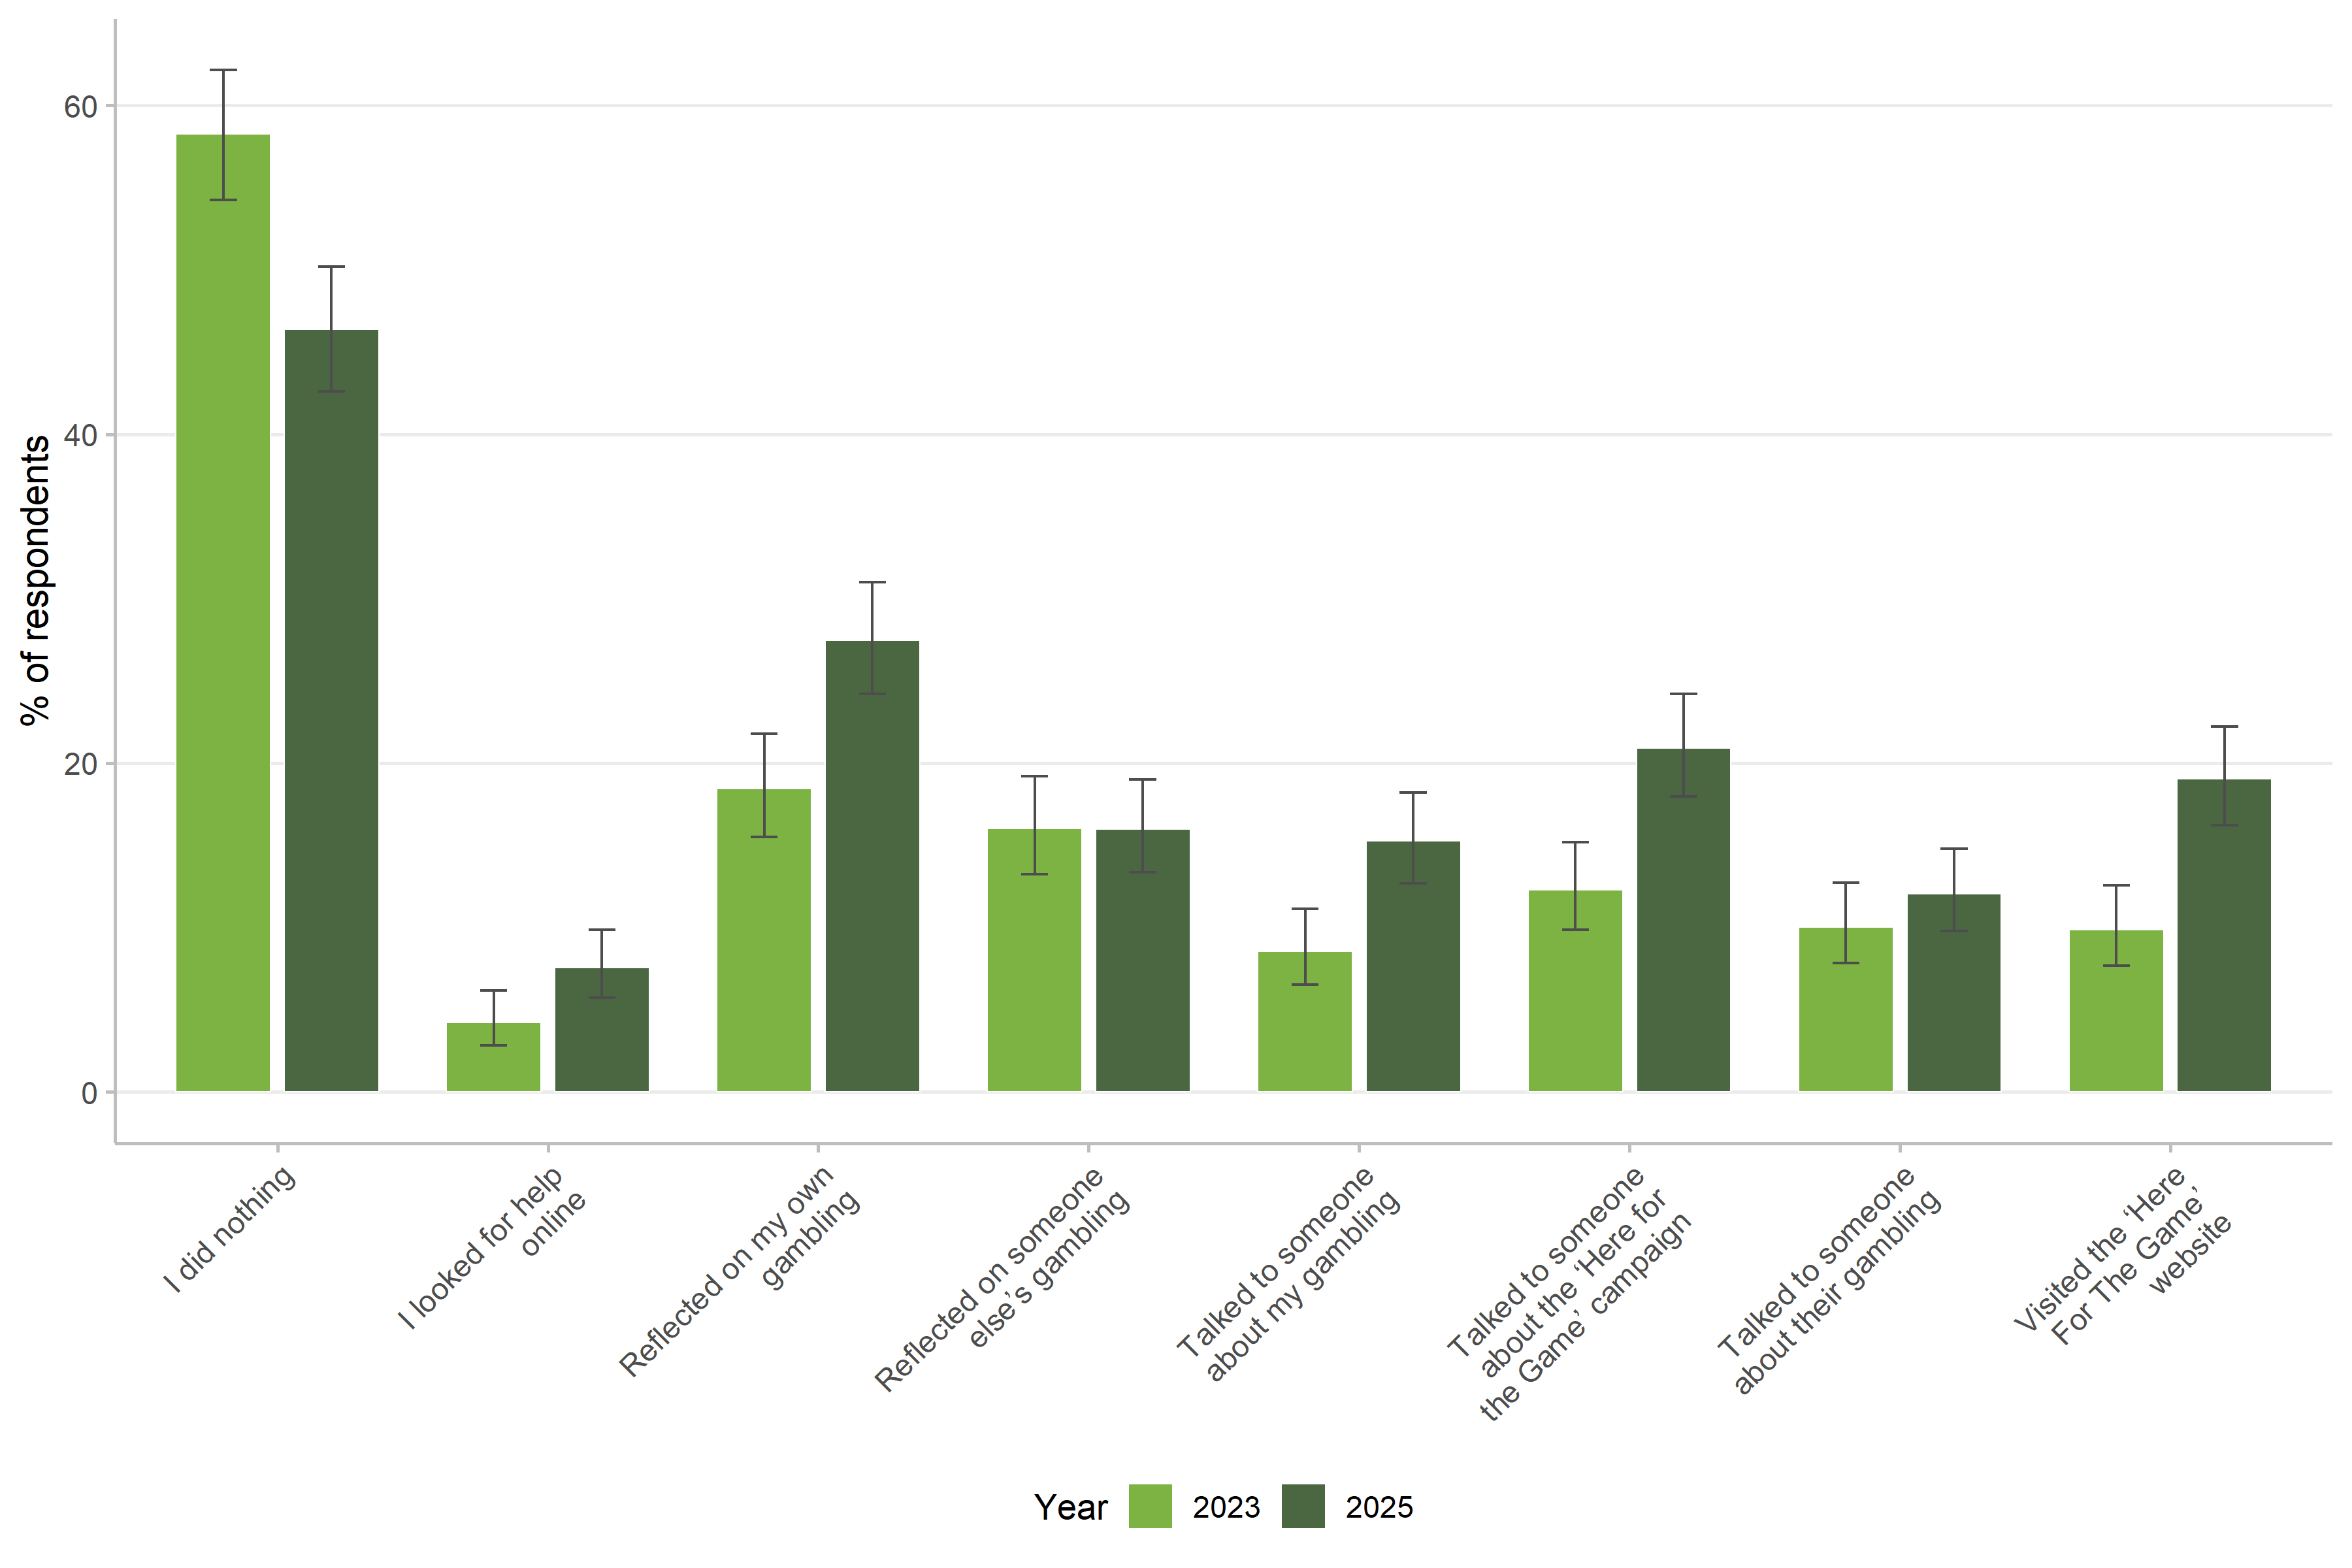 % of respondents
60
40
20
0
I did nothing
I looked for help
online
Reflected on my own
gambling
Reflected on someone
else’s gambling
Talked to someone
about my gambling
Talked to someone
about the ‘Here for
the Game’ campaign
Talked to someone
about their gambling
Visited the ‘Here
For The Game’
website
Year 2023 2025